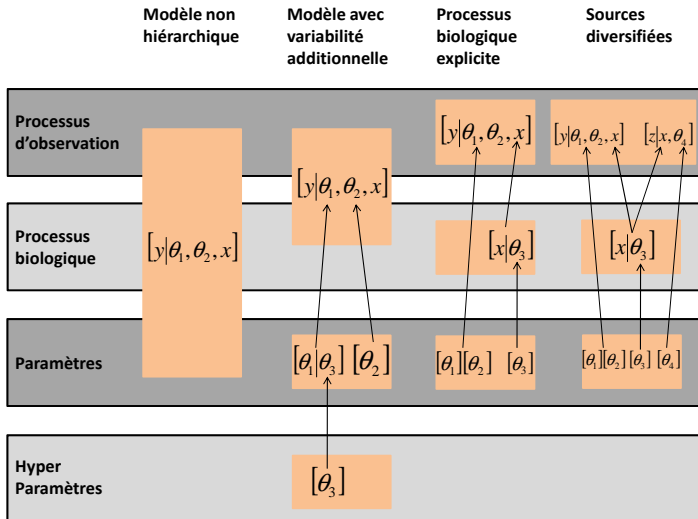 Modèle non
hiérarchique
Modèle avec
variabilité
additionnelle
Processus
biologique
explicite
Sources
diversifiées
Processus
d'observation
[y|θ₁,θ₂,x]
[y|θ₁,θ₂,x] [z|x,θ₄]
[y|θ₁,θ₂,x]
Processus
biologique
[y|θ₁,θ₂,x]
[x|θ₃]
[x|θ₃]
Paramètres
[θ₁|θ₃] [θ₂]
[θ₁][θ₂] [θ₃]
[θ₁][θ₂] [θ₃] [θ₄]
Hyper
Paramètres
[θ₃]